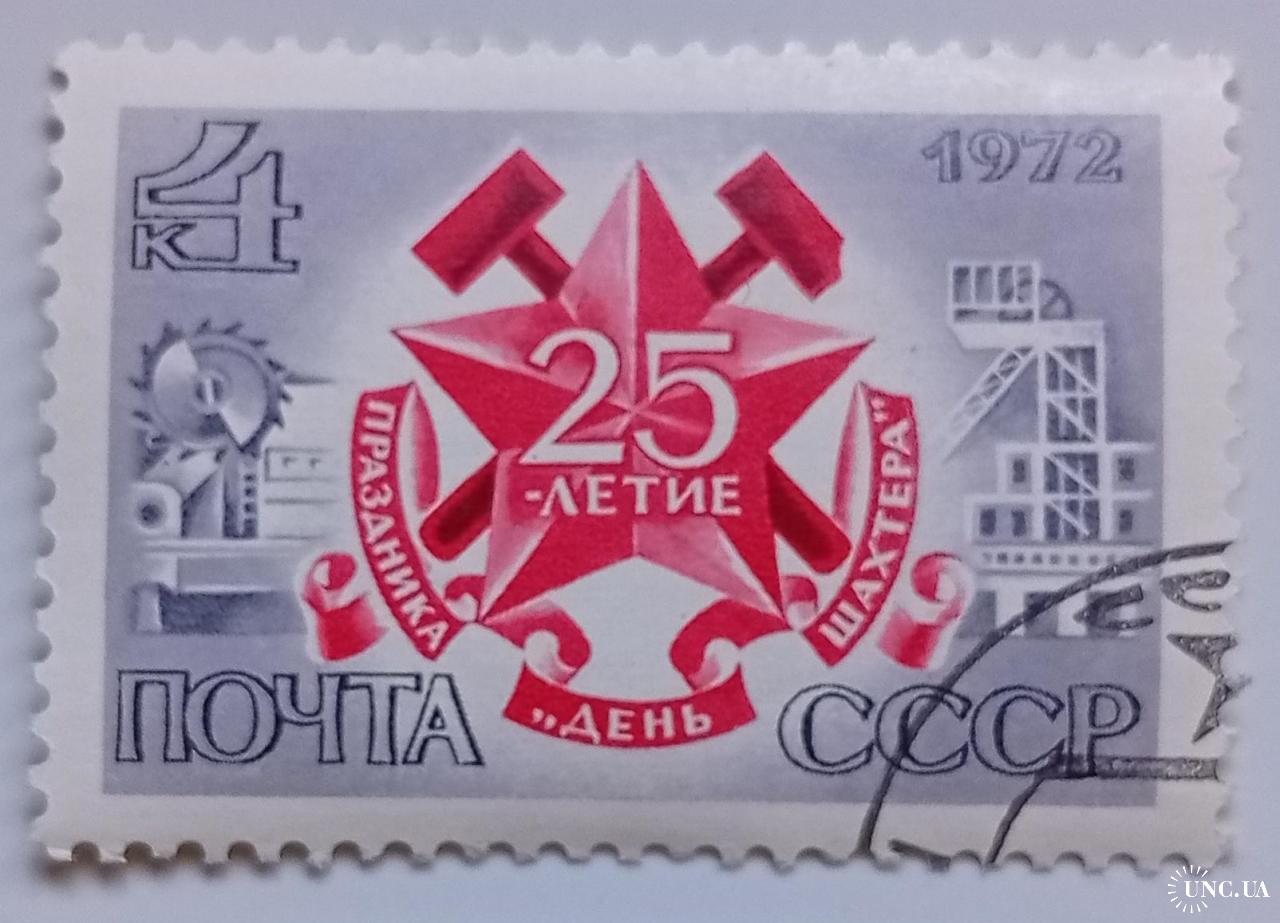 4
к
1972
25
-ЛЕТИЕ
ПРАЗДНИКА
„ДЕНЬ
ШАХТЕРА”
ПОЧТА
СССР
UNC.UA